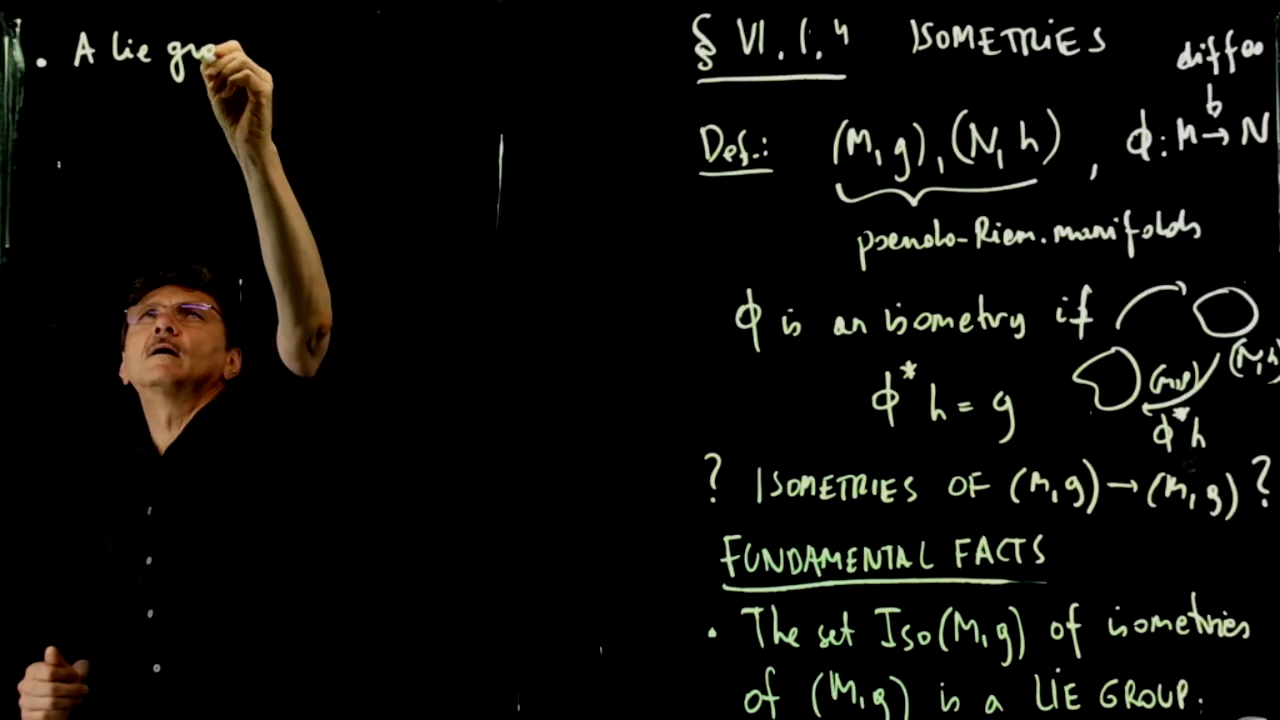 • A lie gro
§ VI.1.4 ISOMETRIES
diffeo
Def.: (M, g), (N, h), ϕ: M → N
pseudo-Riem. manifolds
ϕ is an isometry if
(N, h)
(M, g)
ϕ* h = g
ϕ* h
? ISOMETRIES OF (M, g) → (M, g) ?
FUNDAMENTAL FACTS
• The set Iso(M, g) of isometries
of (M, g) is a LIE GROUP.